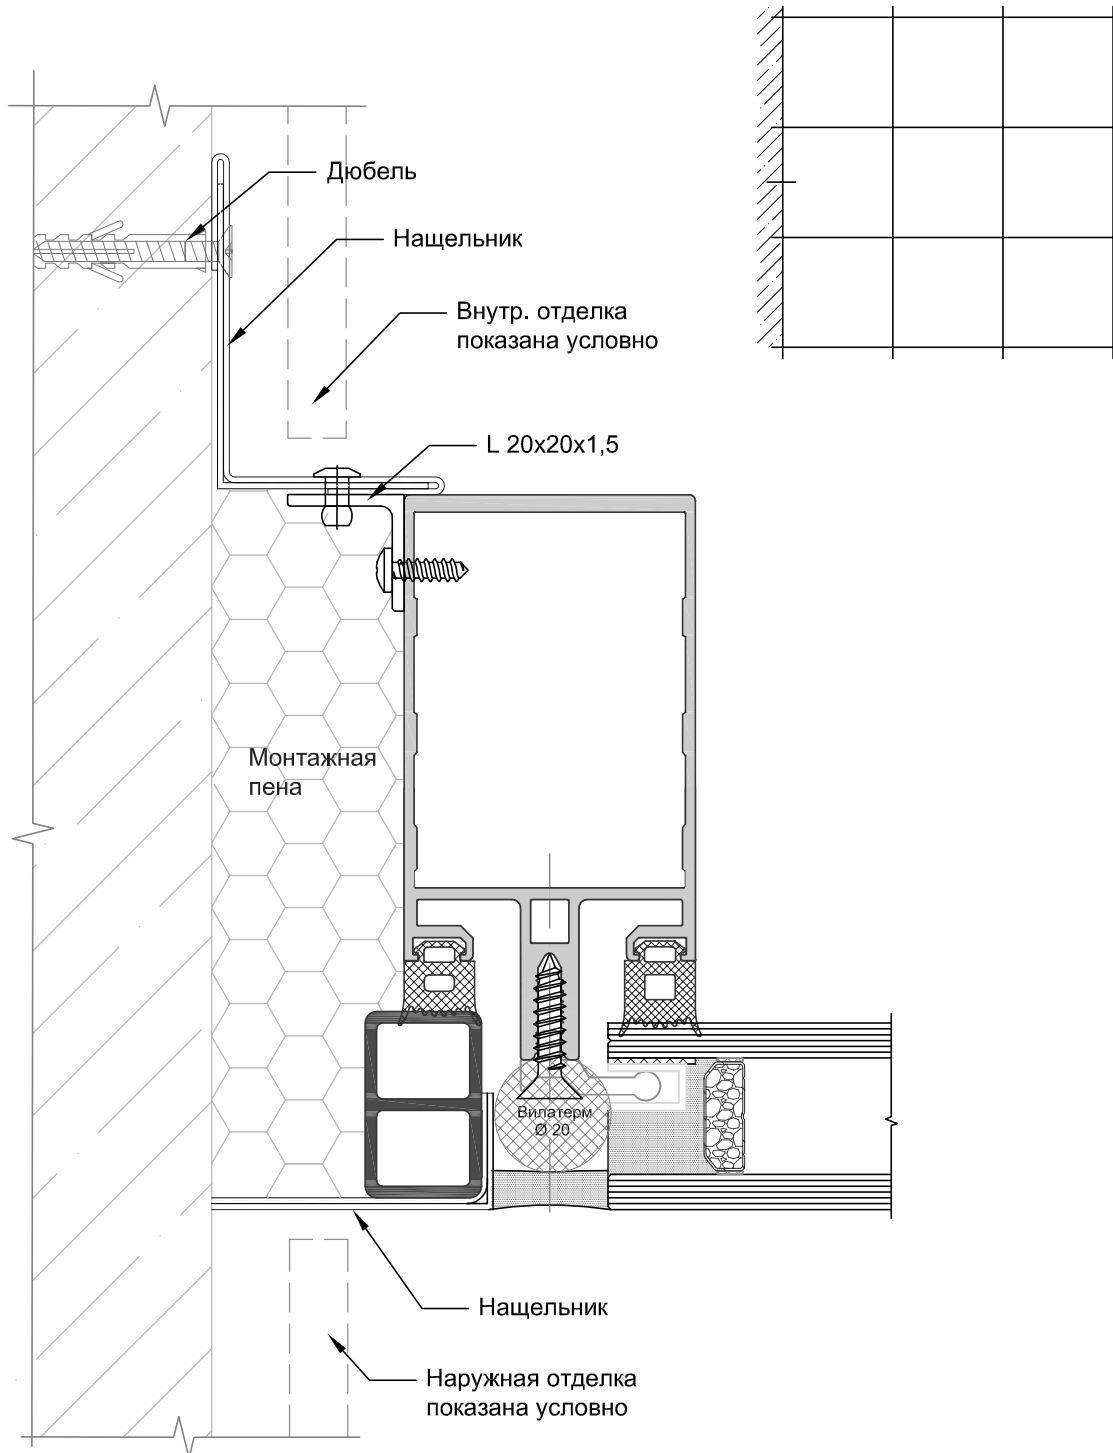 Дюбель
Нащельник
Внутр. отделка
показана условно
L 20x20x1,5
Монтажная
пена
Вилатерм
Ø 20
Нащельник
Наружная отделка
показана условно